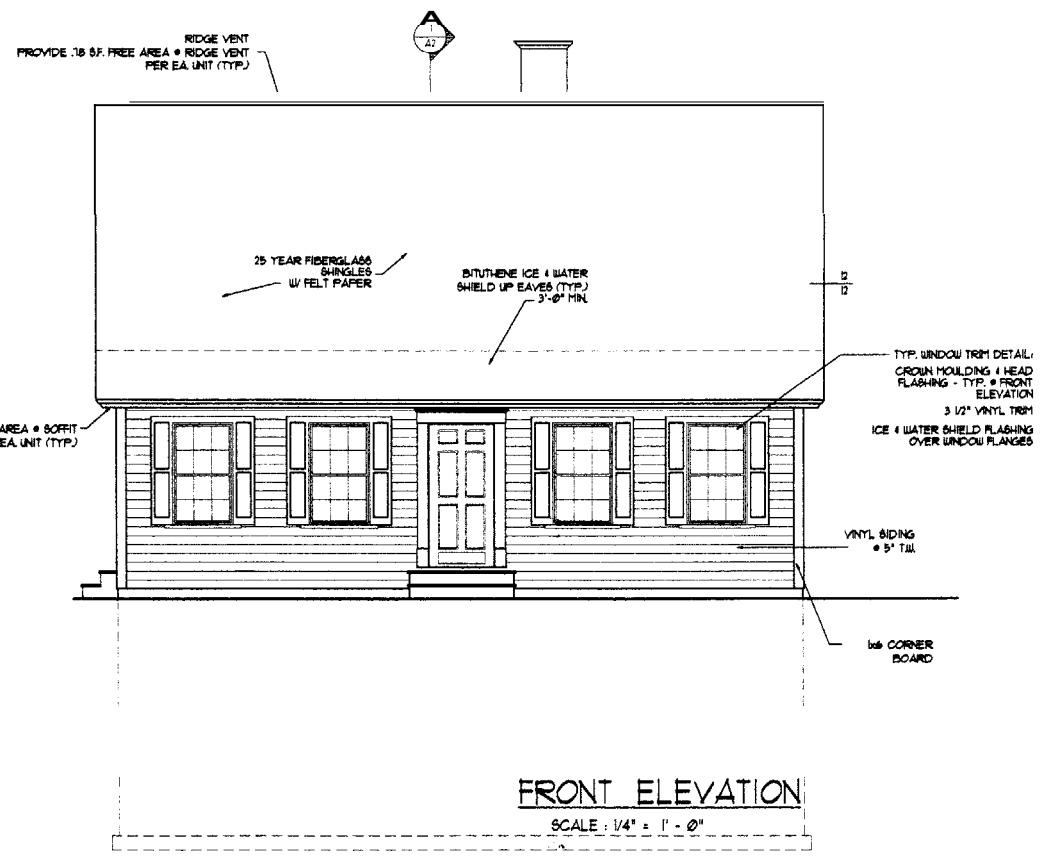 A
1
A2
RIDGE VENT
PROVIDE .18 S.F. FREE AREA @ RIDGE VENT
PER EA. UNIT (TYP.)
25 YEAR FIBERGLASS
SHINGLES
W/ FELT PAPER
BITUTHENE ICE & WATER
SHIELD UP EAVES (TYP.)
3'-0" MIN.
12
12
TYP. WINDOW TRIM DETAIL:
CROWN MOULDING & HEAD
FLASHING - TYP. @ FRONT
ELEVATION
3 1/2" VINYL TRIM
ICE & WATER SHIELD FLASHING
OVER WINDOW FLANGES
AREA @ SOFFIT
EA. UNIT (TYP.)
VINYL SIDING
@ 5" T.W.
CORNER
BOARD
FRONT ELEVATION
SCALE : 1/4" = 1' - 0"